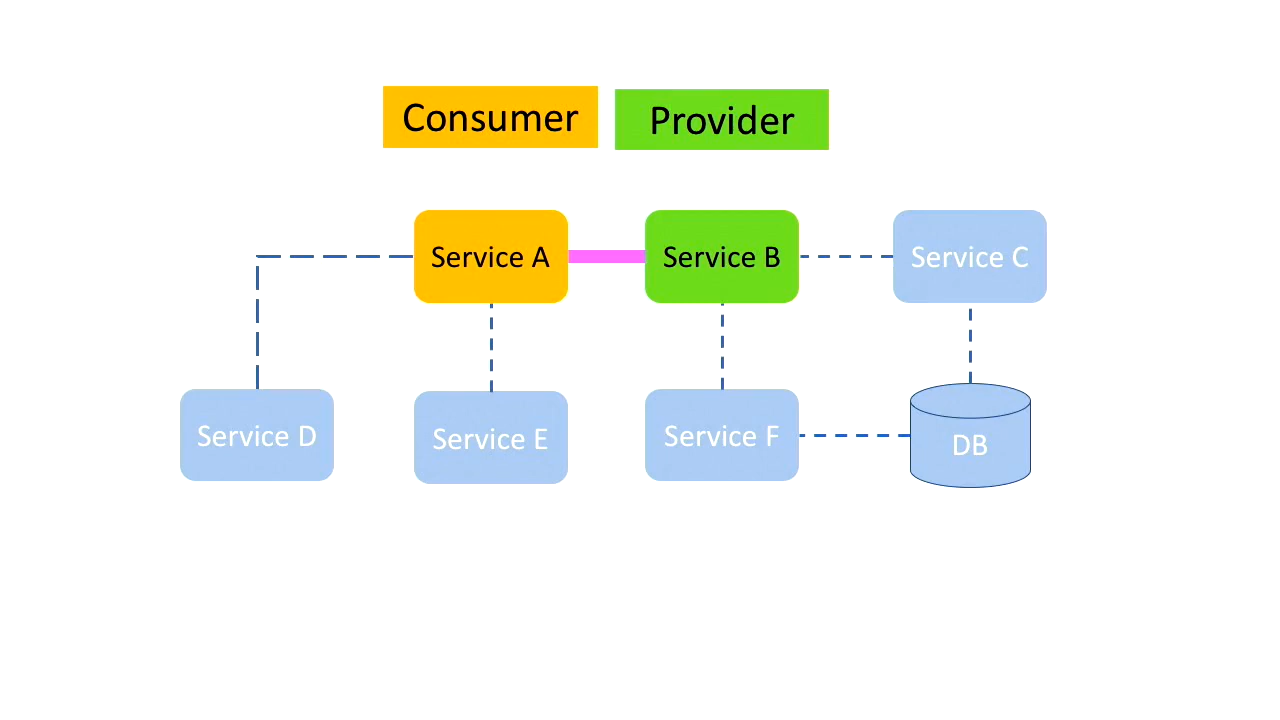 Consumer
Provider
Service A
Service B
Service C
Service D
Service E
Service F
DB